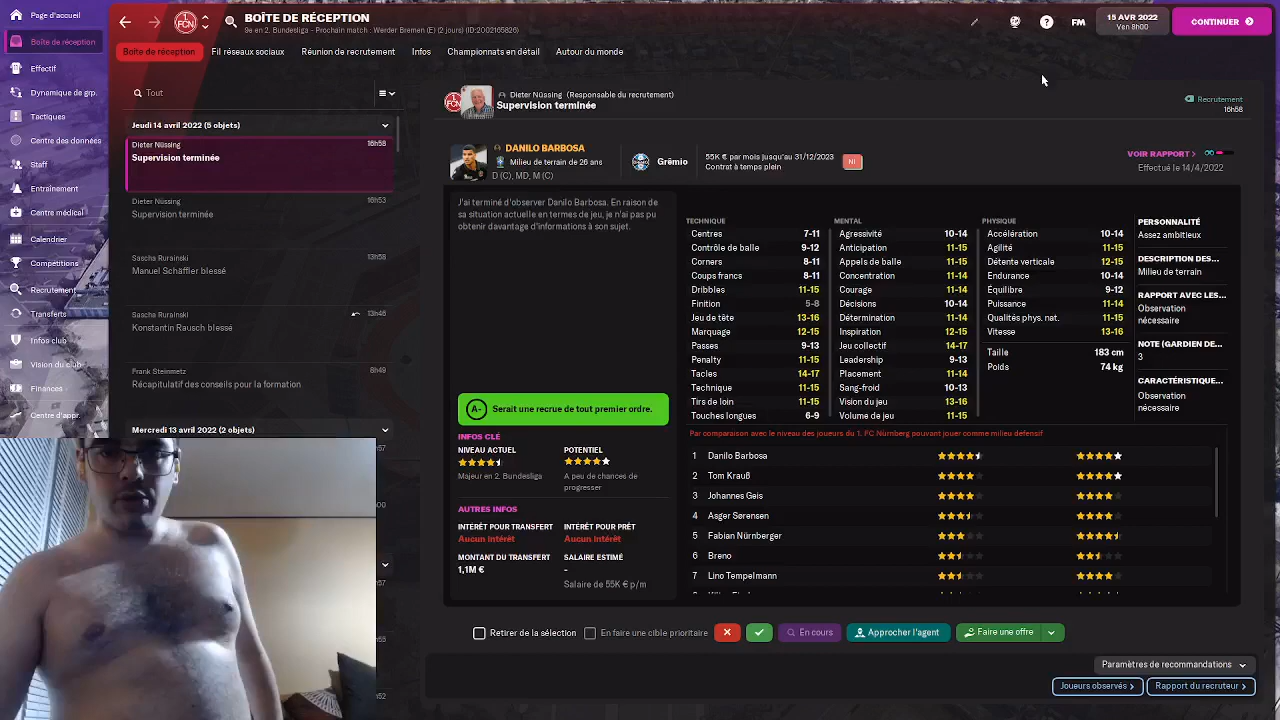 Accueil
Boîte de réception
Effectif
Dynamique de grp.
Tactiques
Centre des données
Staff
Entraînement
Centre médical
Calendrier
Compétitions
Recrutement
Transferts
Infos club
Vision du club
Finances
Centre d'appr.
BOÎTE DE RÉCEPTION
9e en 2. Bundesliga - Prochain match : Werder Bremen (E) (2 jours) (ID:2002165826)
FM
15 AVR 2022
Ven 8h00
CONTINUER
Boîte de réception
Fil réseaux sociaux
Réunion de recrutement
Infos
Championnats en détail
Autour du monde
Tout
Jeudi 14 avril 2022 (5 objets)
Dieter Nüssing 16h58
Supervision terminée
Dieter Nüssing 16h53
Supervision terminée
Sascha Rurainski 13h58
Manuel Schäffler blessé
Sascha Rurainski 13h46
Konstantin Rausch blessé
Frank Steinmetz 8h49
Récapitulatif des conseils pour la formation
Mercredi 13 avril 2022 (2 objets)
Dieter Nüssing (Responsable du recrutement)
Supervision terminée
Recrutement
16h58
DANILO BARBOSA
Milieu de terrain de 26 ans
D (C), MD, M (C)
Grêmio
55K € par mois jusqu'au 31/12/2023
Contrat à temps plein
NI
VOIR RAPPORT >
Effectué le 14/4/2022
J'ai terminé d'observer Danilo Barbosa. En raison de
sa situation actuelle en termes de jeu, je n'ai pas pu
obtenir davantage d'informations à son sujet.
A- Serait une recrue de tout premier ordre.
INFOS CLÉ
NIVEAU ACTUEL
Majeur en 2. Bundesliga
POTENTIEL
A peu de chances de
progresser
AUTRES INFOS
INTÉRÊT POUR TRANSFERT
Aucun intérêt
INTÉRÊT POUR PRÊT
Aucun intérêt
MONTANT DU TRANSFERT
1,1M €
SALAIRE ESTIMÉ
-
Salaire de 55K € p/m
TECHNIQUE
Centres 7-11
Contrôle de balle 9-12
Corners 8-11
Coups francs 8-11
Dribbles 11-15
Finition 5-8
Jeu de tête 13-16
Marquage 12-15
Passes 9-13
Penalty 11-15
Tacles 14-17
Technique 11-15
Tirs de loin 11-15
Touches longues 6-9
MENTAL
Agressivité 10-14
Anticipation 11-15
Appels de balle 11-15
Concentration 11-14
Courage 11-14
Décisions 10-14
Détermination 11-14
Inspiration 12-15
Jeu collectif 14-17
Leadership 9-13
Placement 11-14
Sang-froid 10-13
Vision du jeu 13-16
Volume de jeu 11-15
PHYSIQUE
Accélération 10-14
Agilité 11-15
Détente verticale 12-15
Endurance 10-14
Équilibre 9-12
Puissance 11-14
Qualités phys. nat. 11-15
Vitesse 13-16
Taille 183 cm
Poids 74 kg
PERSONNALITÉ
Assez ambitieux
DESCRIPTION DES...
Milieu de terrain
RAPPORT AVEC LES...
Observation
nécessaire
NOTE (GARDIEN DE...
3
CARACTÉRISTIQUE...
Observation
nécessaire
Par comparaison avec le niveau des joueurs du 1. FC Nürnberg pouvant jouer comme milieu défensif
1 Danilo Barbosa
2 Tom Krauß
3 Johannes Geis
4 Asger Sørensen
5 Fabian Nürnberger
6 Breno
7 Lino Tempelmann
Retirer de la sélection
En faire une cible prioritaire
En cours
Approcher l'agent
Faire une offre
Paramètres de recommandations
Joueurs observés >
Rapport du recruteur >